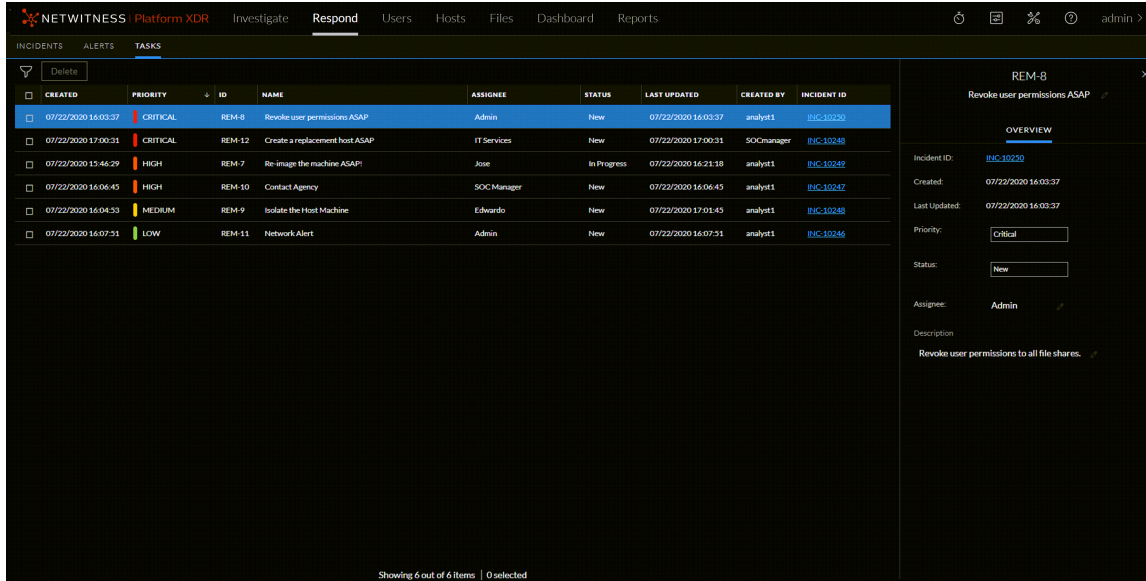 NETWITNESS Platform XDR Investigate Respond Users Hosts Files Dashboard Reports admin >
INCIDENTS ALERTS TASKS
Delete
CREATED PRIORITY ↓ ID NAME ASSIGNEE STATUS LAST UPDATED CREATED BY INCIDENT ID
07/22/2020 16:03:37 CRITICAL REM-8 Revoke user permissions ASAP Admin New 07/22/2020 16:03:37 analyst1 INC-10250
07/22/2020 17:00:31 CRITICAL REM-12 Create a replacement host ASAP IT Services New 07/22/2020 17:00:31 SOCmanager INC-10248
07/22/2020 15:46:29 HIGH REM-7 Re-image the machine ASAP! Jose In Progress 07/22/2020 16:21:18 analyst1 INC-10249
07/22/2020 16:06:45 HIGH REM-10 Contact Agency SOC Manager New 07/22/2020 16:06:45 analyst1 INC-10247
07/22/2020 16:04:53 MEDIUM REM-9 Isolate the Host Machine Edwardo New 07/22/2020 17:01:45 analyst1 INC-10248
07/22/2020 16:07:51 LOW REM-11 Network Alert Admin New 07/22/2020 16:07:51 analyst1 INC-10246
Showing 6 out of 6 items | 0 selected
REM-8
Revoke user permissions ASAP
OVERVIEW
Incident ID: INC-10250
Created: 07/22/2020 16:03:37
Last Updated: 07/22/2020 16:03:37
Priority: Critical
Status: New
Assignee: Admin
Description
Revoke user permissions to all file shares.